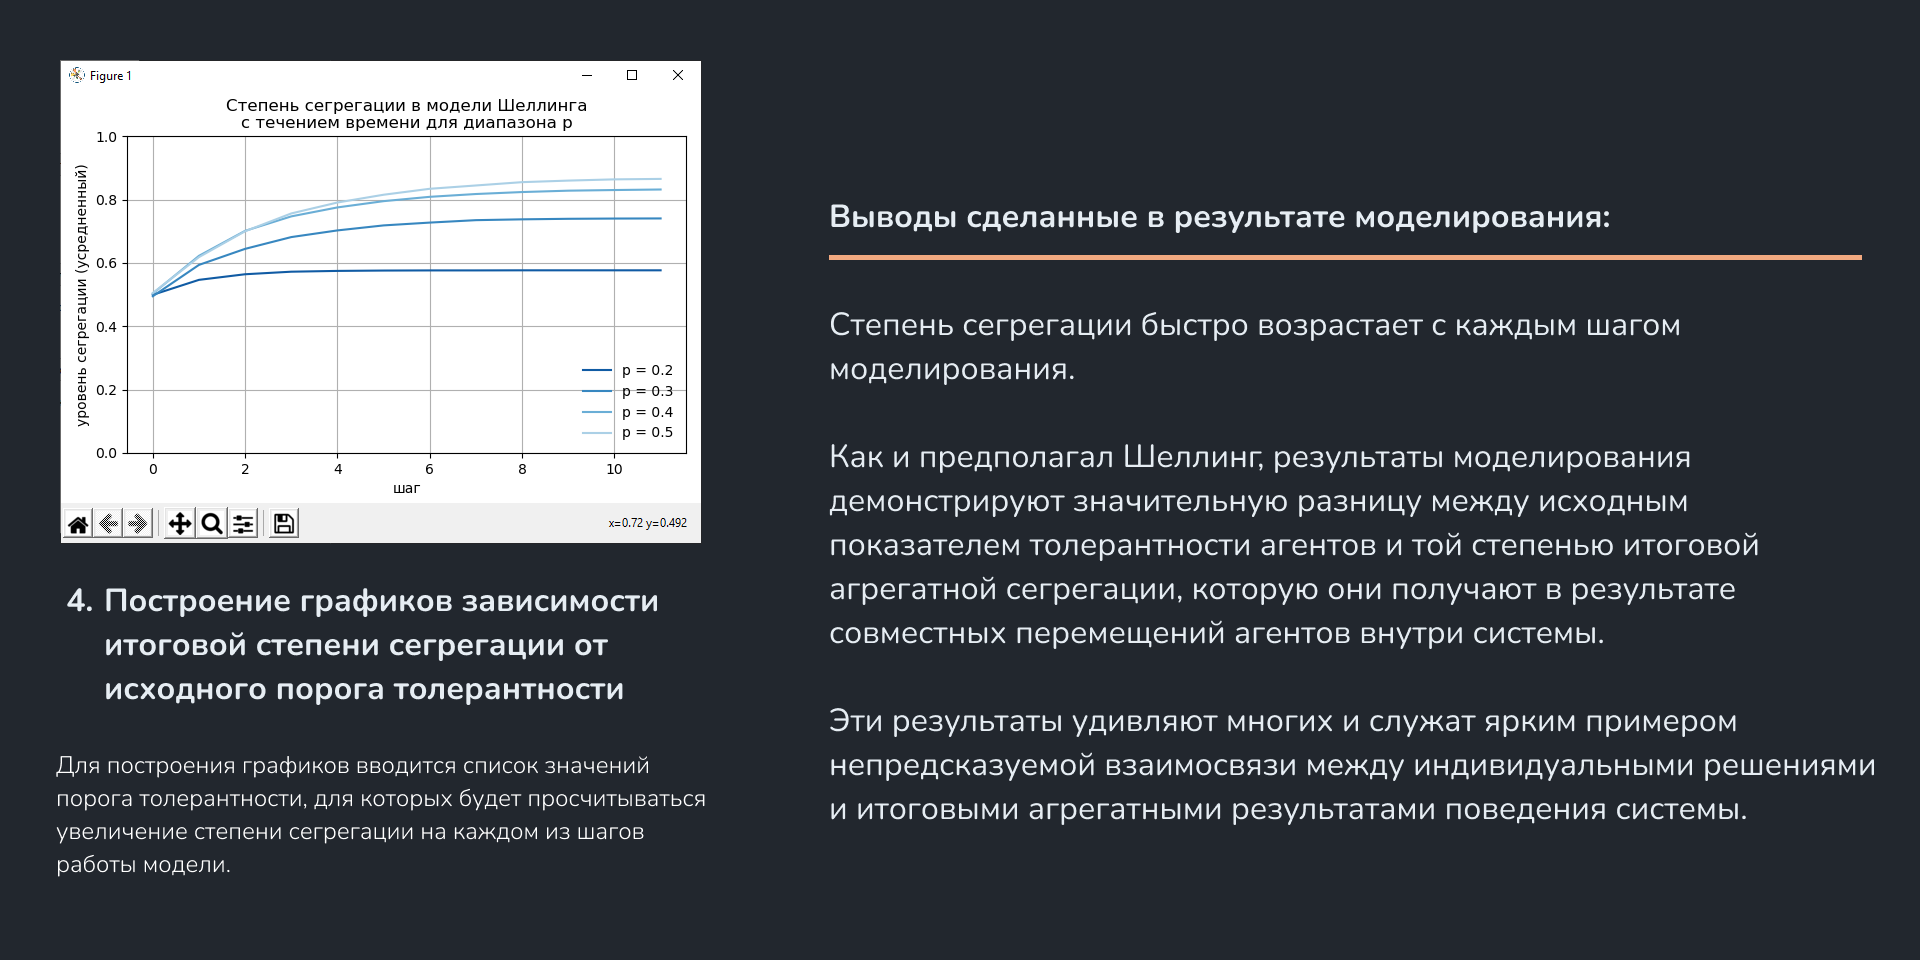 Figure 1
Степень сегрегации в модели Шеллинга
с течением времени для диапазона p
уровень сегрегации (усредненный)
1.0
0.8
0.6
0.4
0.2
0.0
p = 0.2
p = 0.3
p = 0.4
p = 0.5
0 2 4 6 8 10
шаг
x=0.72 y=0.492
4. Построение графиков зависимости
итоговой степени сегрегации от
исходного порога толерантности
Для построения графиков вводится список значений
порога толерантности, для которых будет просчитываться
увеличение степени сегрегации на каждом из шагов
работы модели.
Выводы сделанные в результате моделирования:
Степень сегрегации быстро возрастает с каждым шагом
моделирования.
Как и предполагал Шеллинг, результаты моделирования
демонстрируют значительную разницу между исходным
показателем толерантности агентов и той степенью итоговой
агрегатной сегрегации, которую они получают в результате
совместных перемещений агентов внутри системы.
Эти результаты удивляют многих и служат ярким примером
непредсказуемой взаимосвязи между индивидуальными решениями
и итоговыми агрегатными результатами поведения системы.